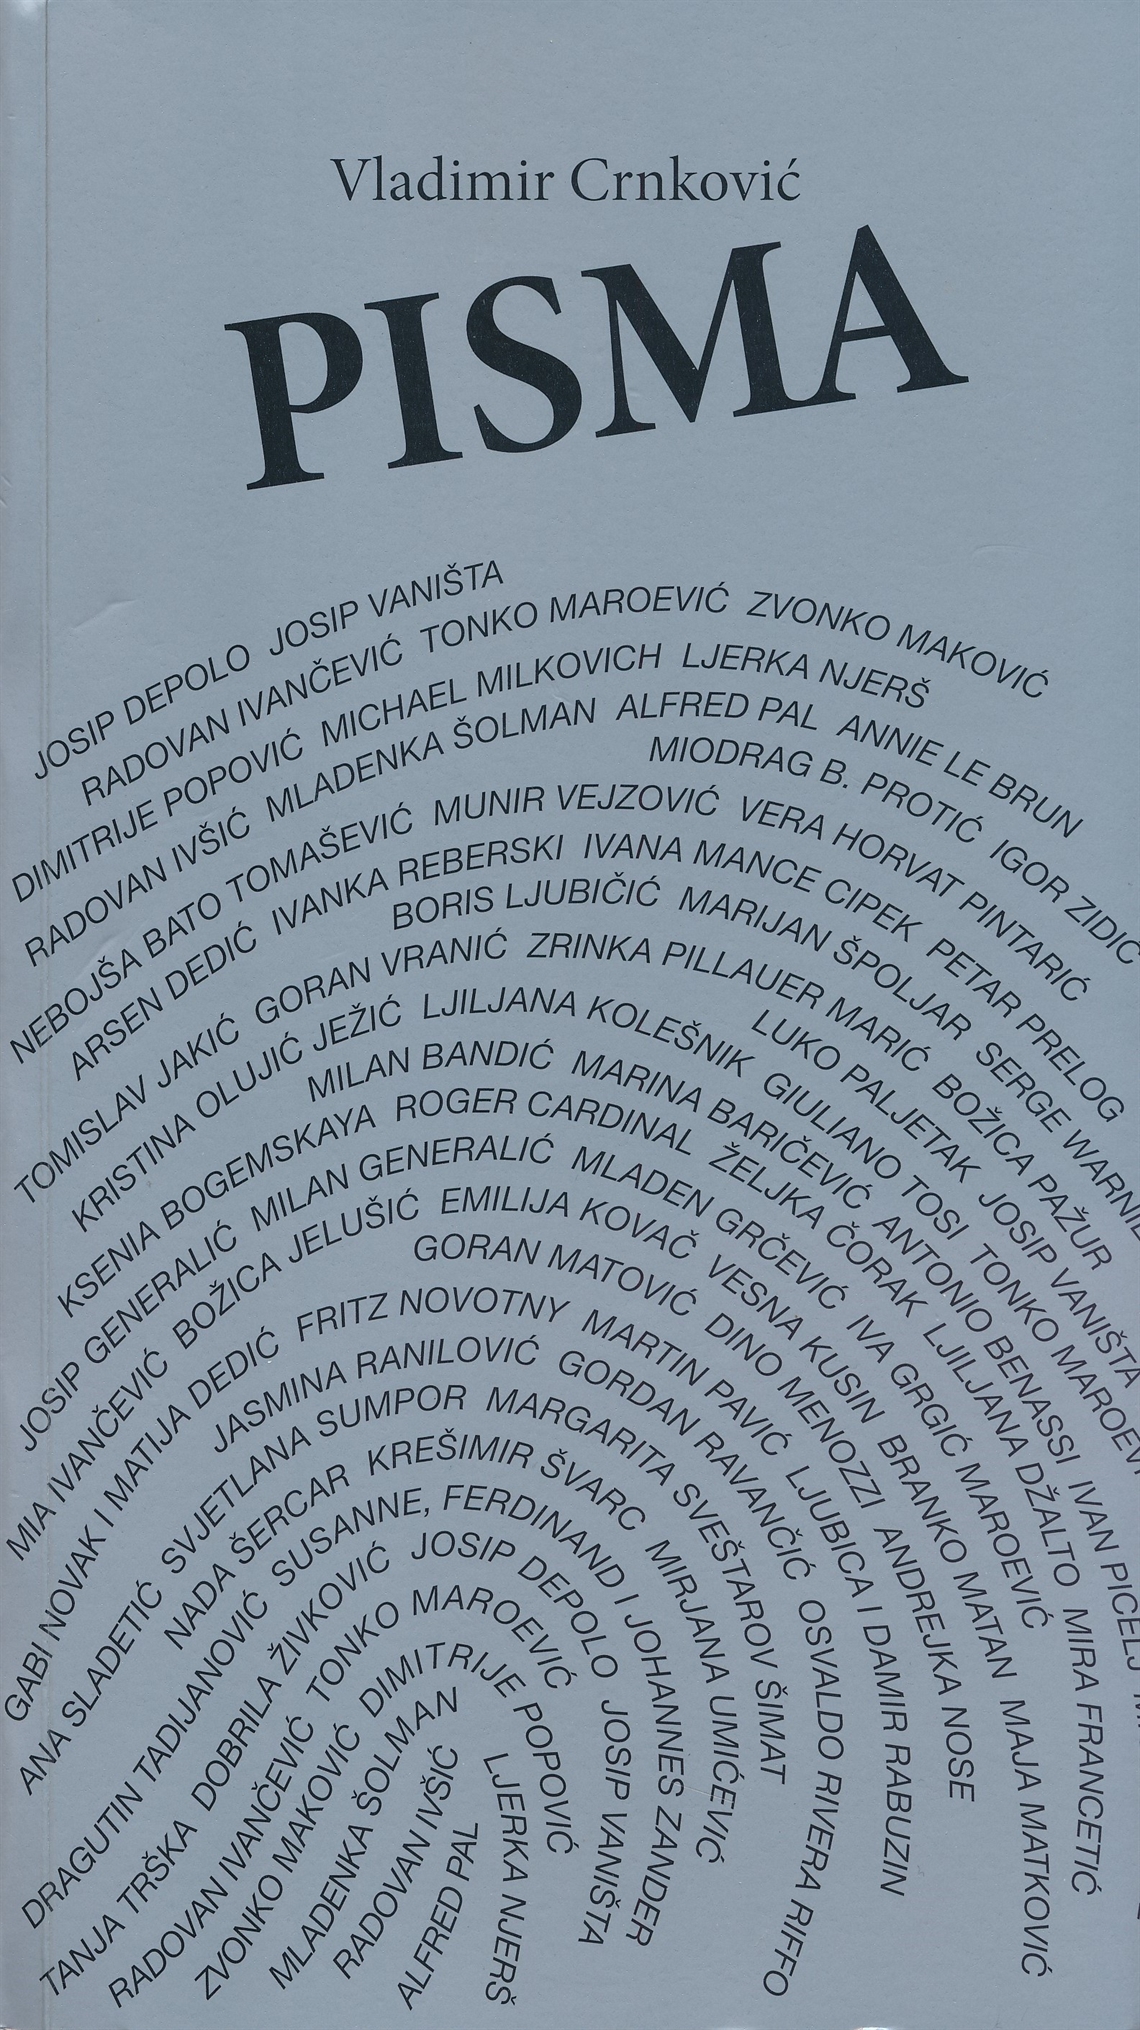 Vladimir Crnković
PISMA
JOSIP DEPOLO JOSIP VANIŠTA
RADOVAN IVANČEVIĆ TONKO MAROEVIĆ ZVONKO MAKOVIĆ
DIMITRIJE POPOVIĆ MICHAEL MILKOVICH LJERKA NJERŠ
RADOVAN IVŠIĆ MLADENKA ŠOLMAN ALFRED PAL ANNIE LE BRUN
MIODRAG B. PROTIĆ IGOR ZIDIĆ
NEBOJŠA BATO TOMAŠEVIĆ MUNIR VEJZOVIĆ VERA HORVAT PINTARIĆ
ARSEN DEDIĆ IVANKA REBERSKI IVANA MANCE CIPEK PETAR PRELOG
BORIS LJUBIČIĆ MARIJAN ŠPOLJAR SERGE
TOMISLAV JAKIĆ GORAN VRANIĆ ZRINKA PILLAUER MARIĆ BOŽICA PAŽUR
LUKO PALJETAK JOSIP VANIŠTA
KRISTINA OLUJIĆ JEŽIĆ LJILJANA KOLEŠNIK GIULIANO TOSI TONKO
MILAN BANDIĆ MARINA BARIČEVIĆ ANTONIO BENASSI IVAN PICELJ
KSENIA BOGEMSKAYA ROGER CARDINAL ŽELJKA ČORAK LJILJANA DŽALTO MIRA FRANCETIĆ
JOSIP GENERALIĆ MILAN GENERALIĆ MLADEN GRČEVIĆ IVA GRGIĆ MAROEVIĆ
MIA IVANČEVIĆ BOŽICA JELUŠIĆ EMILIJA KOVAČ VESNA KUSIN BRANKO MATAN MAJA MATKOVIĆ
GORAN MATOVIĆ DINO MENOZZI ANDREJKA NOSE
GABI NOVAK I MATIJA DEDIĆ FRITZ NOVOTNY MARTIN PAVIĆ LJUBICA I DAMIR RABUZIN
JASMINA RANILOVIĆ GORDAN RAVANČIĆ OSVALDO RIVERA RIFFO
ANA SLADETIĆ SVJETLANA SUMPOR MARGARITA SVEŠTAROV ŠIMAT
NADA ŠERCAR KREŠIMIR ŠVARC MIRJANA UMIĆEVIĆ
DRAGUTIN TADIJANOVIĆ SUSANNE, FERDINAND I JOHANNES ZANDER
TANJA TRŠKA DOBRILA ŽIVKOVIĆ JOSIP DEPOLO JOSIP VANIŠTA
RADOVAN IVANČEVIĆ TONKO MAROEVIĆ
ZVONKO MAKOVIĆ DIMITRIJE POPOVIĆ
MLADENKA ŠOLMAN
RADOVAN IVŠIĆ LJERKA NJERŠ
ALFRED PAL